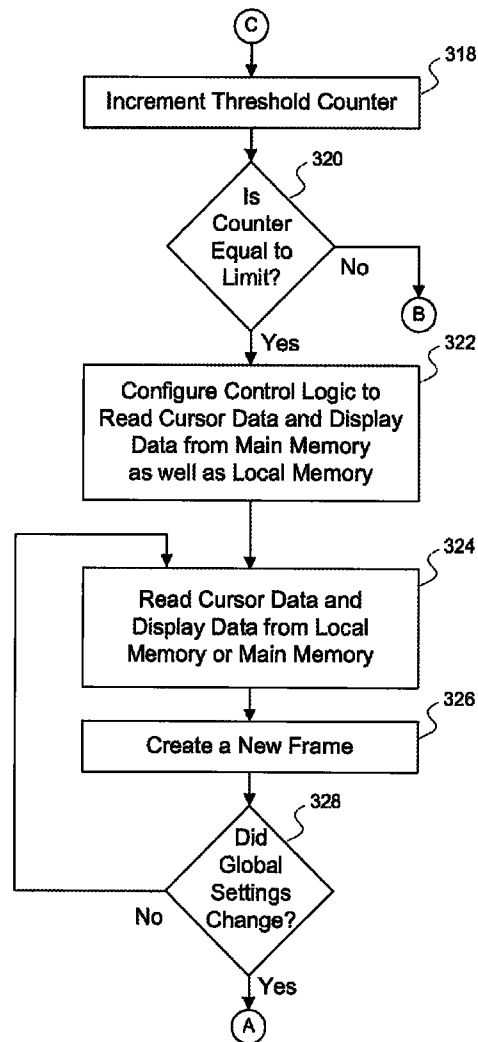 C
318
Increment Threshold Counter
320
Is
Counter
Equal to
Limit?
No
B
Yes
322
Configure Control Logic to
Read Cursor Data and Display
Data from Main Memory
as well as Local Memory
324
Read Cursor Data and
Display Data from Local
Memory or Main Memory
326
Create a New Frame
328
Did
Global
Settings
Change?
No
Yes
A